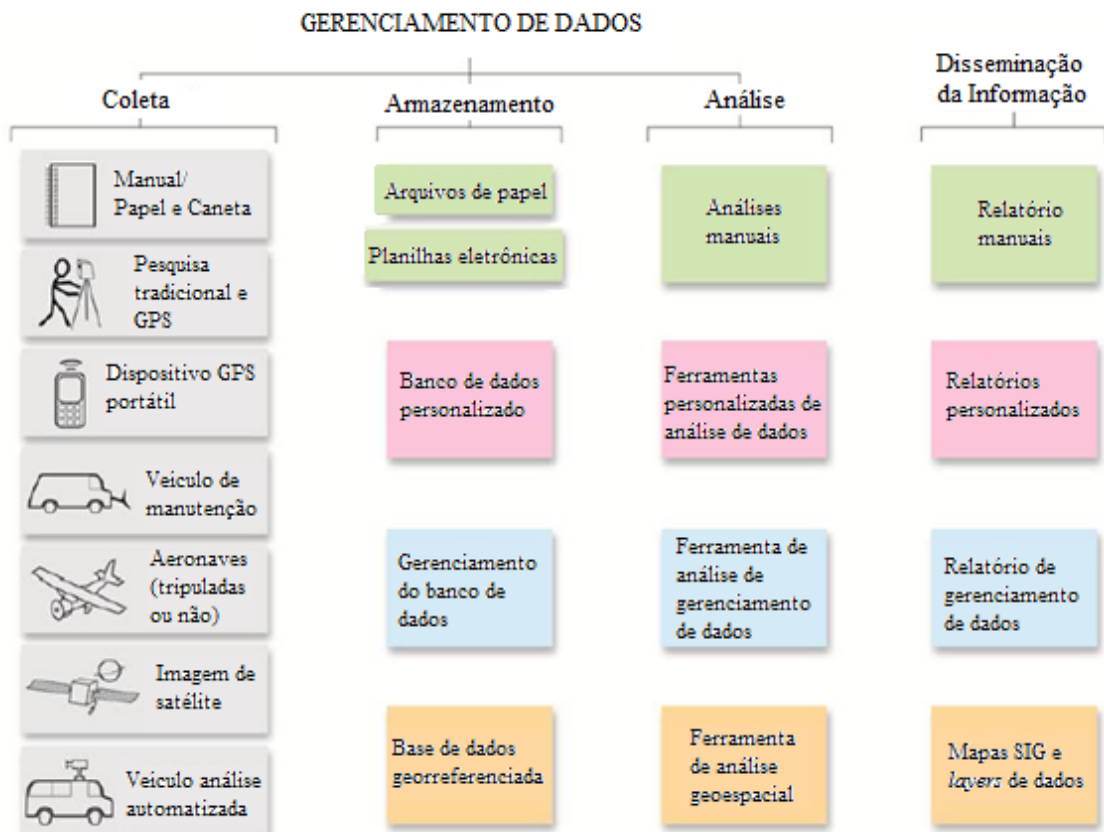 GERENCIAMENTO DE DADOS
Coleta
Manual/
Papel e Caneta
Pesquisa
tradicional e
GPS
Dispositivo GPS
portátil
Veiculo de
manutenção
Aeronaves
(tripuladas
ou não)
Imagem de
satélite
Veiculo análise
automatizada
Armazenamento
Arquivos de papel
Planilhas eletrônicas
Banco de dados
personalizado
Gerenciamento
do banco de
dados
Base de dados
georreferenciada
Análise
Análises
manuais
Ferramentas
personalizadas de
análise de dados
Ferramenta de
análise de
gerenciamento
de dados
Ferramenta
de análise
geoespacial
Disseminação
da Informação
Relatório
manuais
Relatórios
personalizados
Relatório de
gerenciamento
de dados
Mapas SIG e
layers de dados